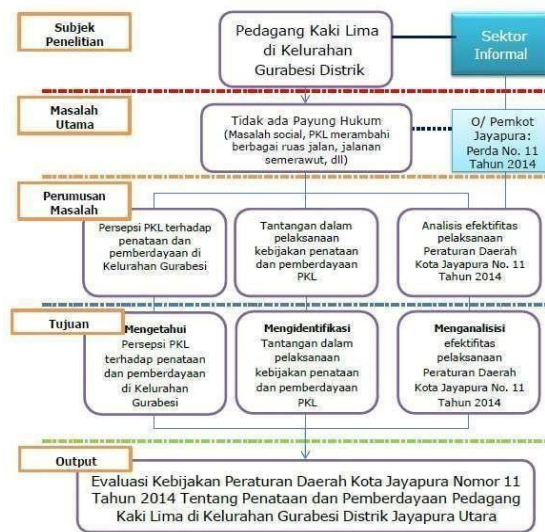 Subjek
Penelitian
Pedagang Kaki Lima
di Kelurahan
Gurabesi Distrik
Sektor
Informal
Masalah
Utama
Tidak ada Payung Hukum
(Masalah social, PKL merambahi
berbagai ruas jalan, jalanan
semerawut, dll)
O/ Pemkot
Jayapura:
Perda No. 11
Tahun 2014
Perumusan
Masalah
Persepsi PKL terhadap
penataan dan
pemberdayaan di
Kelurahan Gurabesi
Tantangan dalam
pelaksanaan
kebijakan penataan
dan pemberdayaan
PKL
Analisis efektifitas
pelaksanaan
Peraturan Daerah
Kota Jayapura No. 11
Tahun 2014
Tujuan
Mengetahui
Persepsi PKL
terhadap penataan
dan pemberdayaan
di Kelurahan
Gurabesi
Mengidentifikasi
Tantangan dalam
pelaksanaan
kebijakan penataan
dan pemberdayaan
PKL
Menganalisisi
efektifitas
pelaksanaan
Peraturan Daerah
Kota Jayapura No. 11
Tahun 2014
Output
Evaluasi Kebijakan Peraturan Daerah Kota Jayapura Nomor 11
Tahun 2014 Tentang Penataan dan Pemberdayaan Pedagang
Kaki Lima di Kelurahan Gurabesi Distrik Jayapura Utara